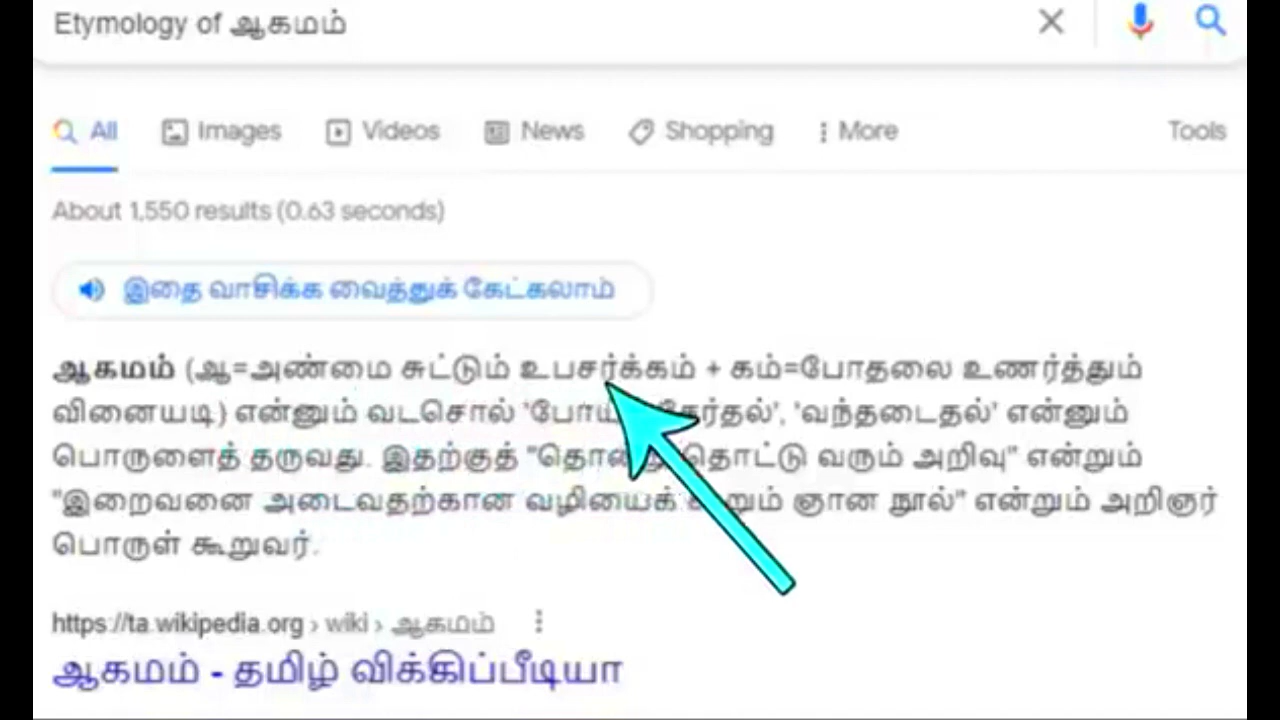 Etymology of ஆகமம்
All Images Videos News Shopping More Tools
About 1,550 results (0.63 seconds)
இதை வாசிக்க வைத்துக் கேட்கலாம்
ஆகமம் (ஆ=அண்மை சுட்டும் உபசர்க்கம் + கம்=போதலை உணர்த்தும்
வினையடி) என்னும் வடசொல் 'போய் சேர்தல்', 'வந்தடைதல்' என்னும்
பொருளைத் தருவது. இதற்குத் "தொன்று தொட்டு வரும் அறிவு" என்றும்
"இறைவனை அடைவதற்கான வழியைக் கூறும் ஞான நூல்" என்றும் அறிஞர்
பொருள் கூறுவர்.
https://ta.wikipedia.org › wiki › ஆகமம்
ஆகமம் - தமிழ் விக்கிப்பீடியா